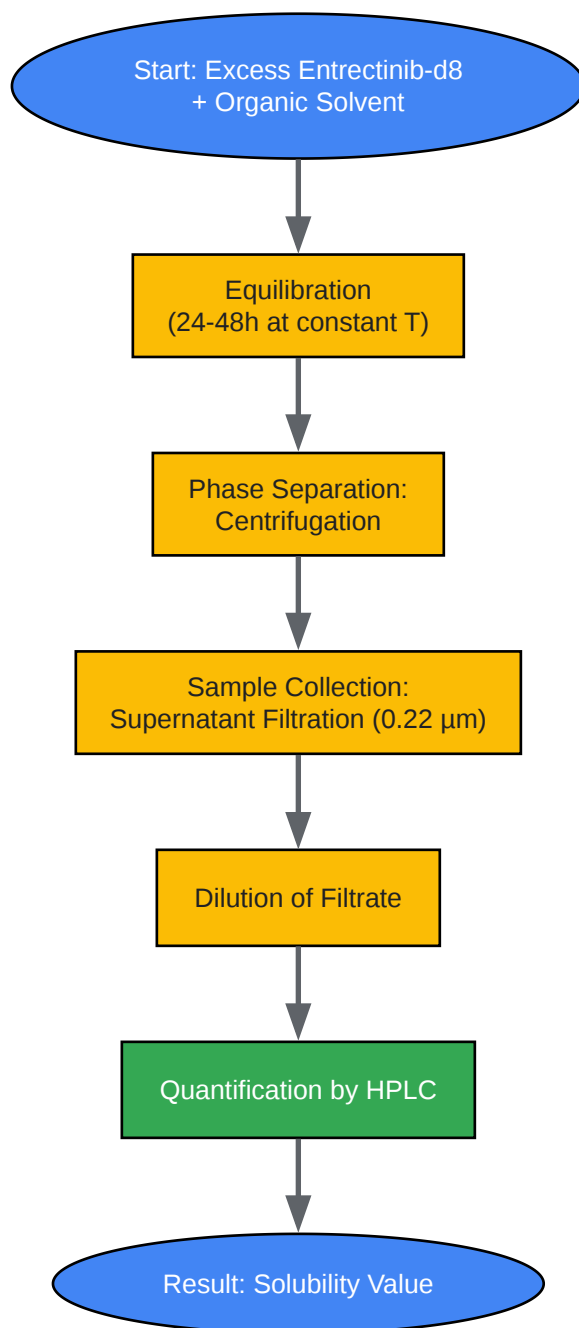 Start: Excess Entrectinib-d8
+ Organic Solvent
Equilibration
(24-48h at constant T)
Phase Separation:
Centrifugation
Sample Collection:
Supernatant Filtration (0.22 µm)
Dilution of Filtrate
Quantification by HPLC
Result: Solubility Value